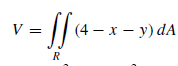 V = ∬ (4 − x − y) dA
R